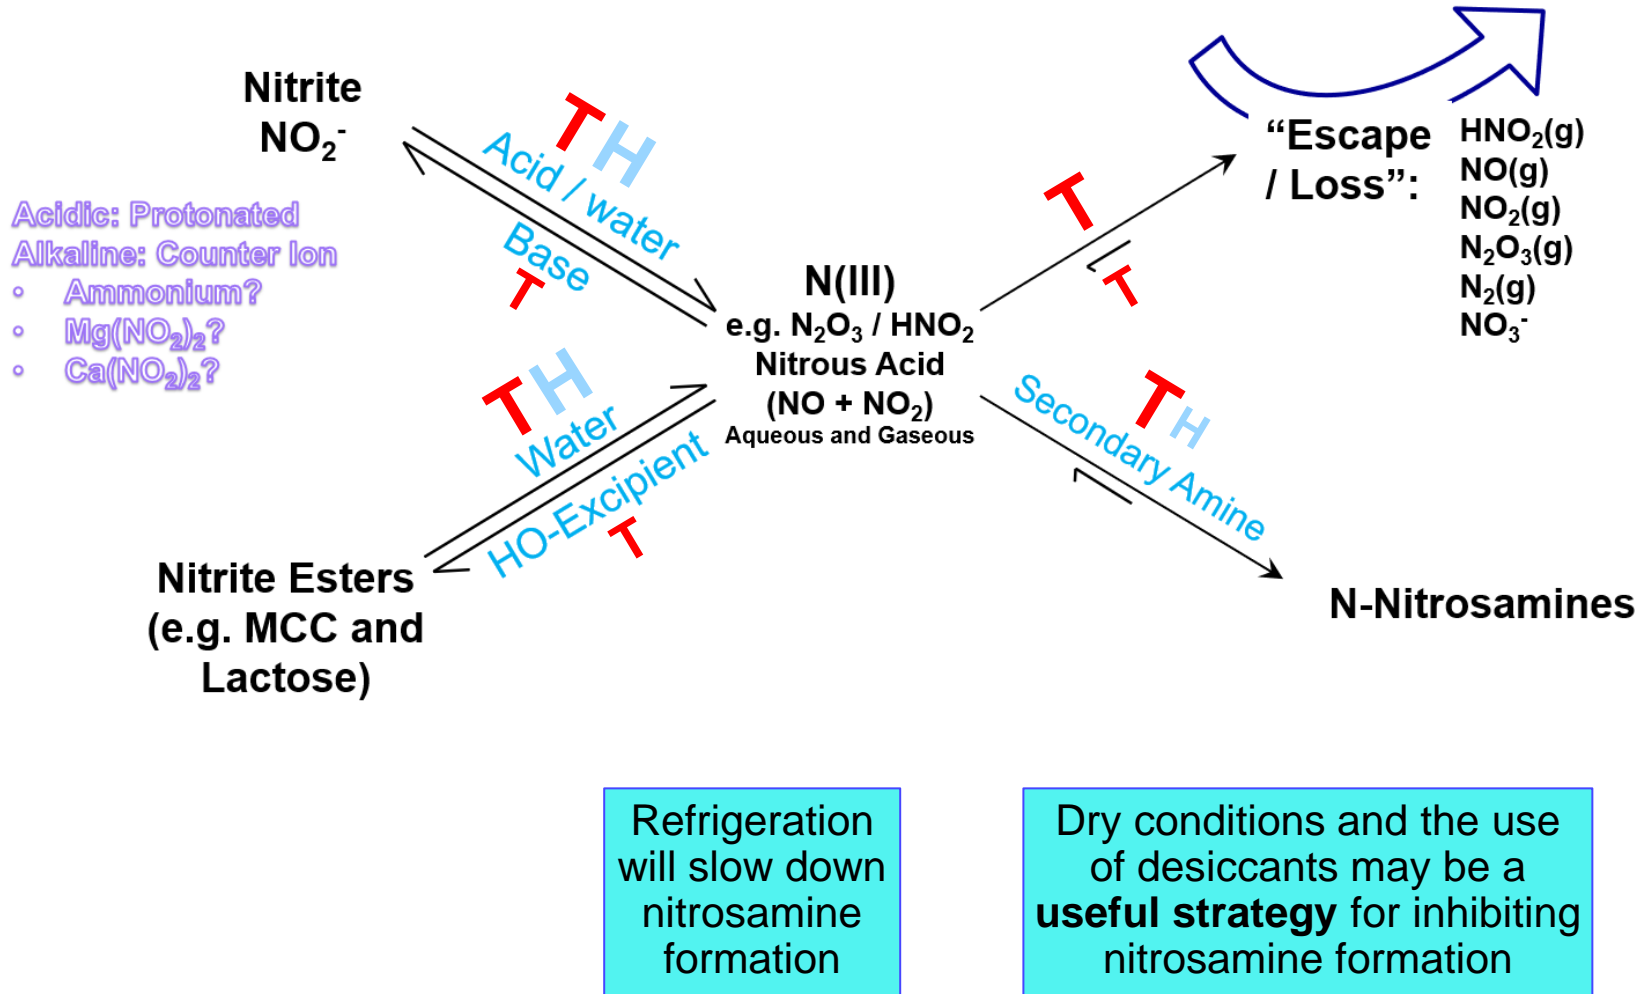 Nitrite
NO₂⁻
Acidic: Protonated
Alkaline: Counter Ion
• Ammonium?
• Mg(NO₂)₂?
• Ca(NO₂)₂?
T H
Acid / water
Base
T
T H
Water
HO-Excipient
T
Nitrite Esters
(e.g. MCC and
Lactose)
N(III)
e.g. N₂O₃ / HNO₂
Nitrous Acid
(NO + NO₂)
Aqueous and Gaseous
T
T
"Escape
/ Loss":
HNO₂(g)
NO(g)
NO₂(g)
N₂O₃(g)
N₂(g)
NO₃⁻
T H
Secondary Amine
N-Nitrosamines
Refrigeration
will slow down
nitrosamine
formation
Dry conditions and the use
of desiccants may be a
useful strategy for inhibiting
nitrosamine formation